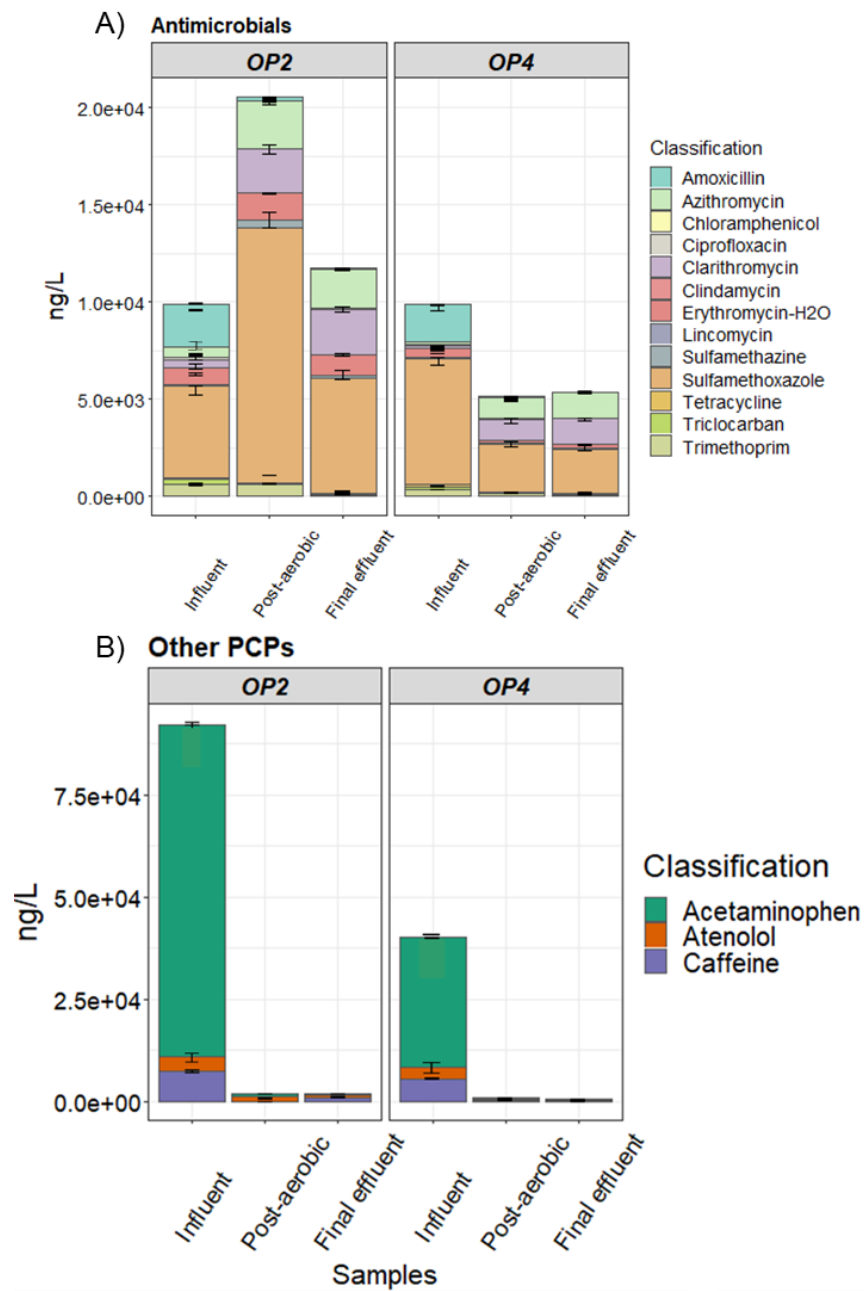 A) Antimicrobials
OP2 OP4
2.0e+04
1.5e+04
1.0e+04
5.0e+03
0.0e+00
ng/L
Influent Post-aerobic Final effluent Influent Post-aerobic Final effluent
Classification
Amoxicillin
Azithromycin
Chloramphenicol
Ciprofloxacin
Clarithromycin
Clindamycin
Erythromycin-H2O
Lincomycin
Sulfamethazine
Sulfamethoxazole
Tetracycline
Triclocarban
Trimethoprim
B) Other PCPs
OP2 OP4
7.5e+04
5.0e+04
2.5e+04
0.0e+00
ng/L
Influent Post-aerobic Final effluent Influent Post-aerobic Final effluent
Samples
Classification
Acetaminophen
Atenolol
Caffeine